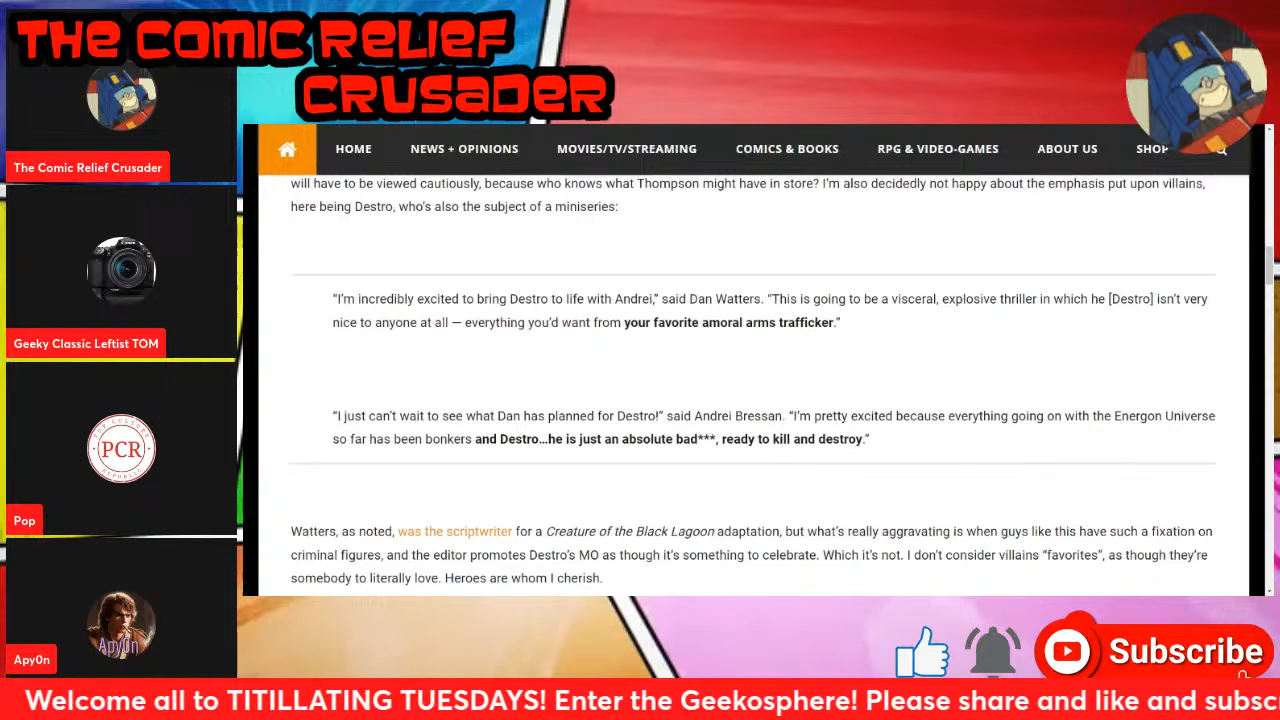 THE COMIC RELIEF
CRUSADER
The Comic Relief Crusader
Geeky Classic Leftist TOM
POP CULTURE
PCR
REPUBLIC
Pop
Apy0n
Apy0n
HOME NEWS + OPINIONS MOVIES/TV/STREAMING COMICS & BOOKS RPG & VIDEO-GAMES ABOUT US SHOP
will have to be viewed cautiously, because who knows what Thompson might have in store? I’m also decidedly not happy about the emphasis put upon villains,
here being Destro, who’s also the subject of a miniseries:
“I’m incredibly excited to bring Destro to life with Andrei,” said Dan Watters. “This is going to be a visceral, explosive thriller in which he [Destro] isn’t very
nice to anyone at all — everything you’d want from your favorite amoral arms trafficker.”
“I just can’t wait to see what Dan has planned for Destro!” said Andrei Bressan. “I’m pretty excited because everything going on with the Energon Universe
so far has been bonkers and Destro…he is just an absolute bad***, ready to kill and destroy.”
Watters, as noted, was the scriptwriter for a Creature of the Black Lagoon adaptation, but what’s really aggravating is when guys like this have such a fixation on
criminal figures, and the editor promotes Destro’s MO as though it’s something to celebrate. Which it’s not. I don’t consider villains “favorites”, as though they’re
somebody to literally love. Heroes are whom I cherish.
Subscribe
Welcome all to TITILLATING TUESDAYS! Enter the Geekosphere! Please share and like and subsc